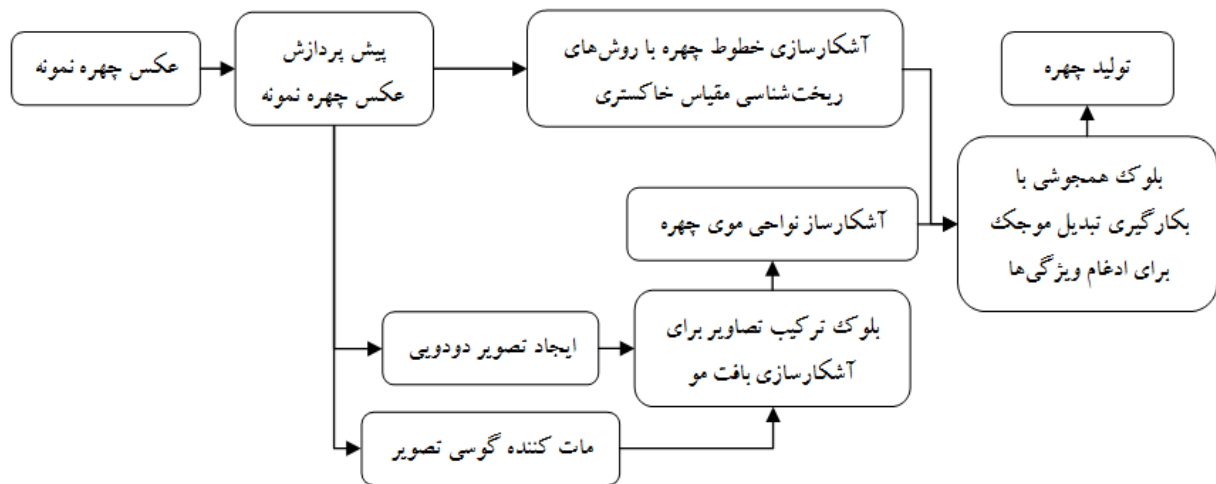 عکس چهره نمونه
پیش پردازش
عکس چهره نمونه
آشکارسازی خطوط چهره با روش‌های
ریخت‌شناسی مقیاس خاکستری
تولید چهره
بلوک همجوشی با
بکارگیری تبدیل موجک
برای ادغام ویژگی‌ها
آشکارساز نواحی موی چهره
بلوک ترکیب تصاویر برای
آشکارسازی بافت مو
ایجاد تصویر دودویی
مات کننده گوسی تصویر